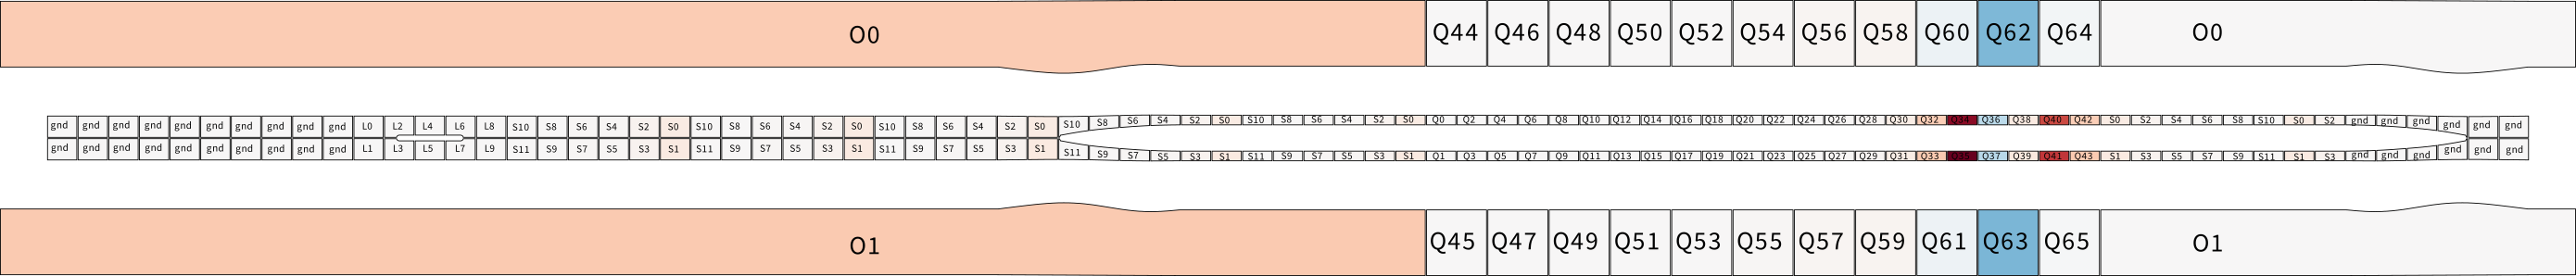 O0 Q44 Q46 Q48 Q50 Q52 Q54 Q56 Q58 Q60 Q62 Q64 O0
gnd gnd gnd gnd gnd gnd gnd gnd gnd gnd L0 L2 L4 L6 L8 S10 S8 S6 S4 S2 S0 S10 S8 S6 S4 S2 S0 S10 S8 S6 S4 S2 S0 S10 S8 S6 S4 S2 S0 S10 S8 S6 S4 S2 S0 Q0 Q2 Q4 Q6 Q8 Q10 Q12 Q14 Q16 Q18 Q20 Q22 Q24 Q26 Q28 Q30 Q32 Q34 Q36 Q38 Q40 Q42 S0 S2 S4 S6 S8 S10 S0 S2 gnd gnd gnd gnd gnd gnd
gnd gnd gnd gnd gnd gnd gnd gnd gnd gnd L1 L3 L5 L7 L9 S11 S9 S7 S5 S3 S1 S11 S9 S7 S5 S3 S1 S11 S9 S7 S5 S3 S1 S11 S9 S7 S5 S3 S1 S11 S9 S7 S5 S3 S1 Q1 Q3 Q5 Q7 Q9 Q11 Q13 Q15 Q17 Q19 Q21 Q23 Q25 Q27 Q29 Q31 Q33 Q35 Q37 Q39 Q41 Q43 S1 S3 S5 S7 S9 S11 S1 S3 gnd gnd gnd gnd gnd gnd
O1 Q45 Q47 Q49 Q51 Q53 Q55 Q57 Q59 Q61 Q63 Q65 O1